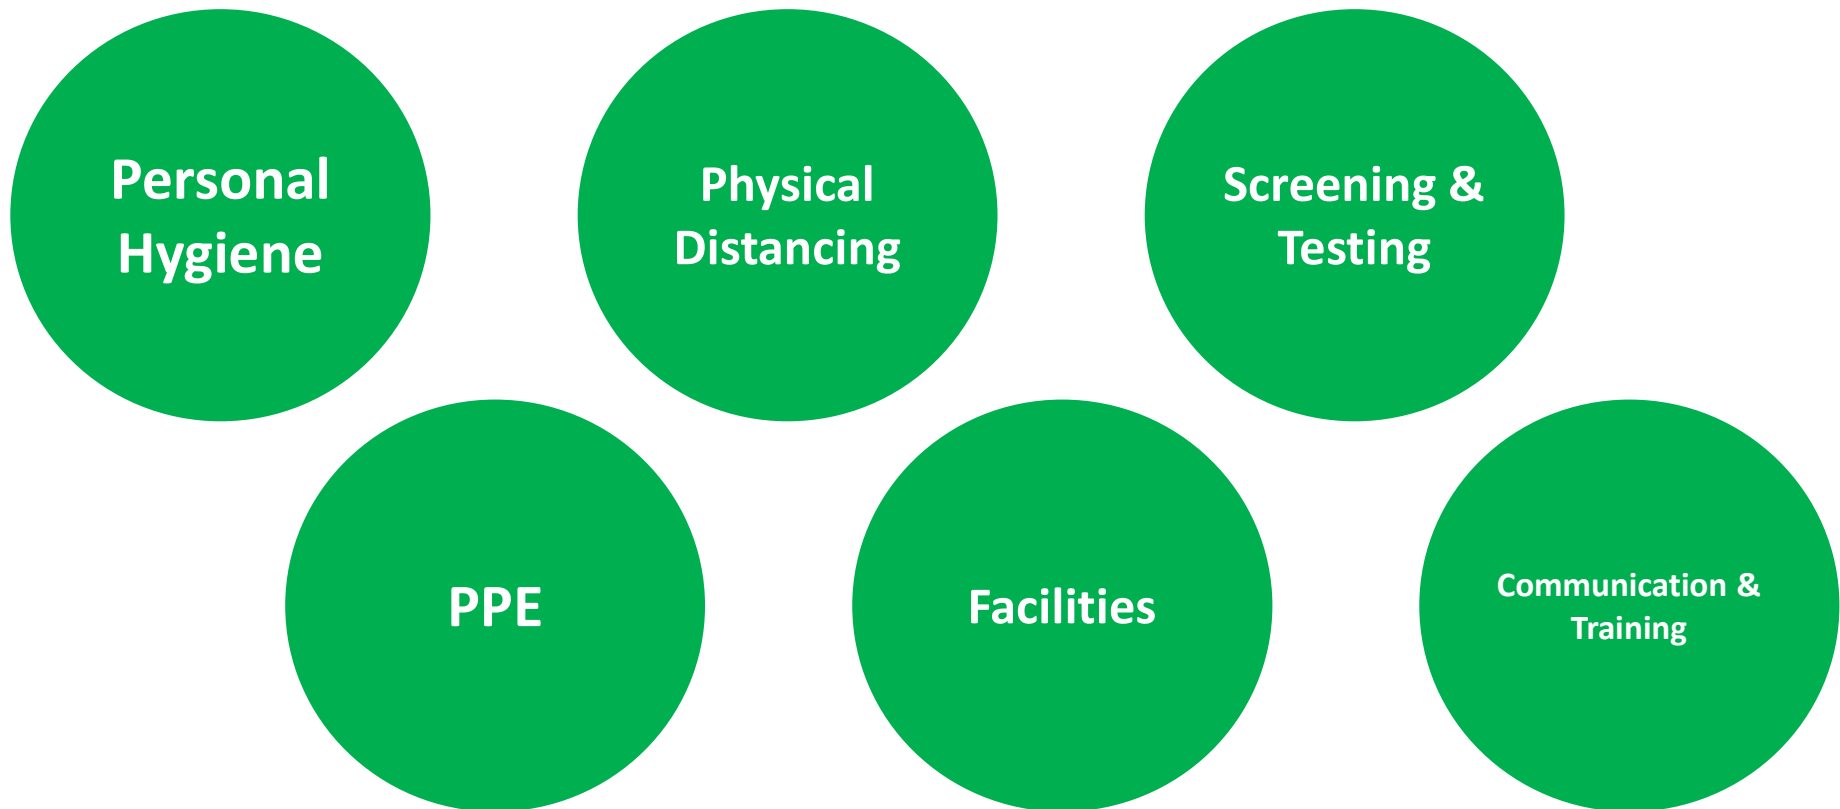 Personal
Hygiene
Physical
Distancing
Screening &
Testing
PPE
Facilities
Communication &
Training